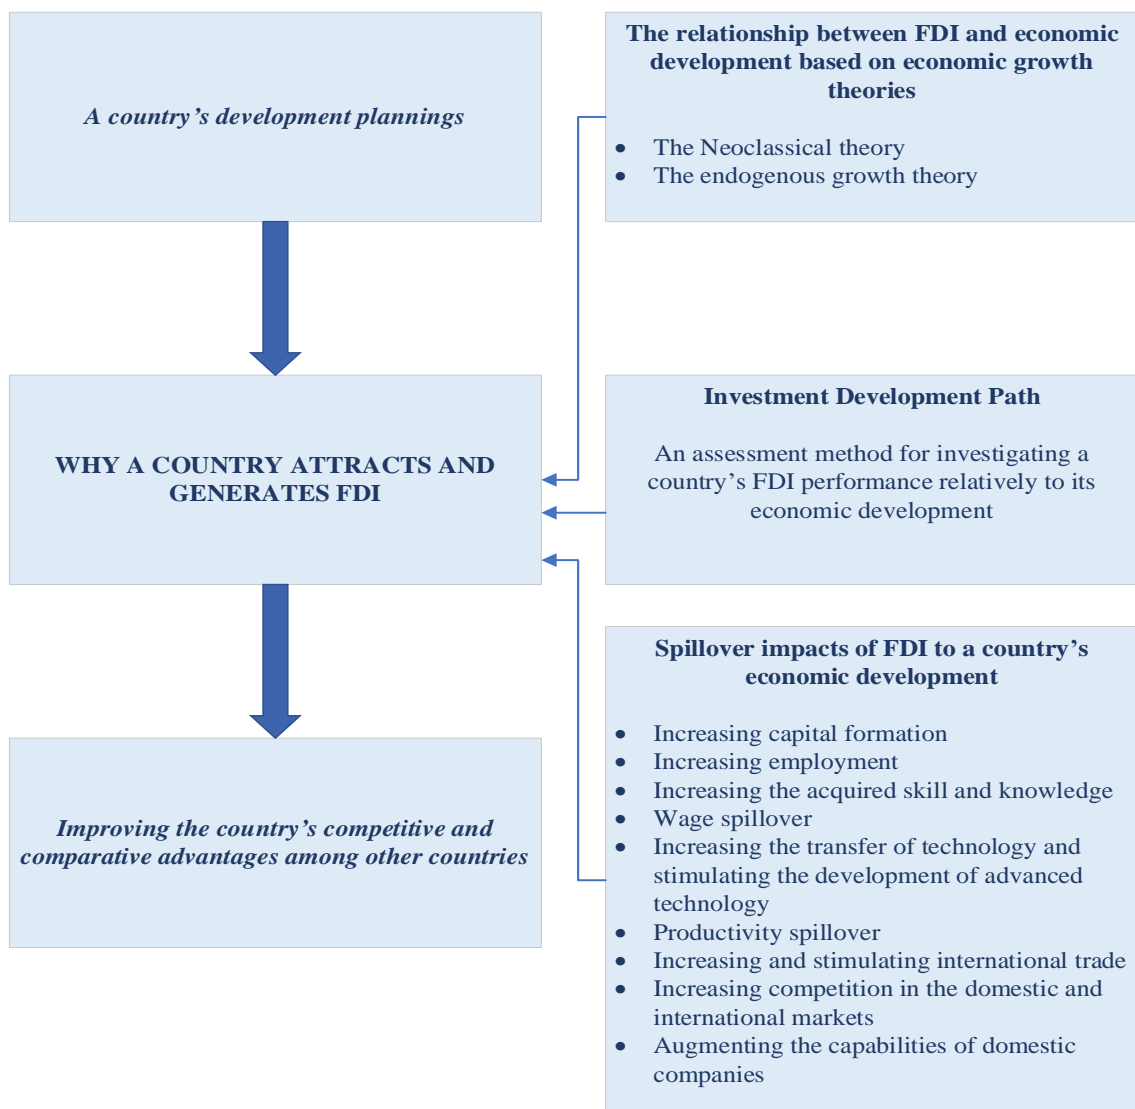 A country’s development plannings
The relationship between FDI and economic
development based on economic growth
theories
• The Neoclassical theory
• The endogenous growth theory
WHY A COUNTRY ATTRACTS AND
GENERATES FDI
Investment Development Path
An assessment method for investigating a
country’s FDI performance relatively to its
economic development
Improving the country’s competitive and
comparative advantages among other countries
Spillover impacts of FDI to a country’s
economic development
• Increasing capital formation
• Increasing employment
• Increasing the acquired skill and knowledge
• Wage spillover
• Increasing the transfer of technology and
stimulating the development of advanced
technology
• Productivity spillover
• Increasing and stimulating international trade
• Increasing competition in the domestic and
international markets
• Augmenting the capabilities of domestic
companies